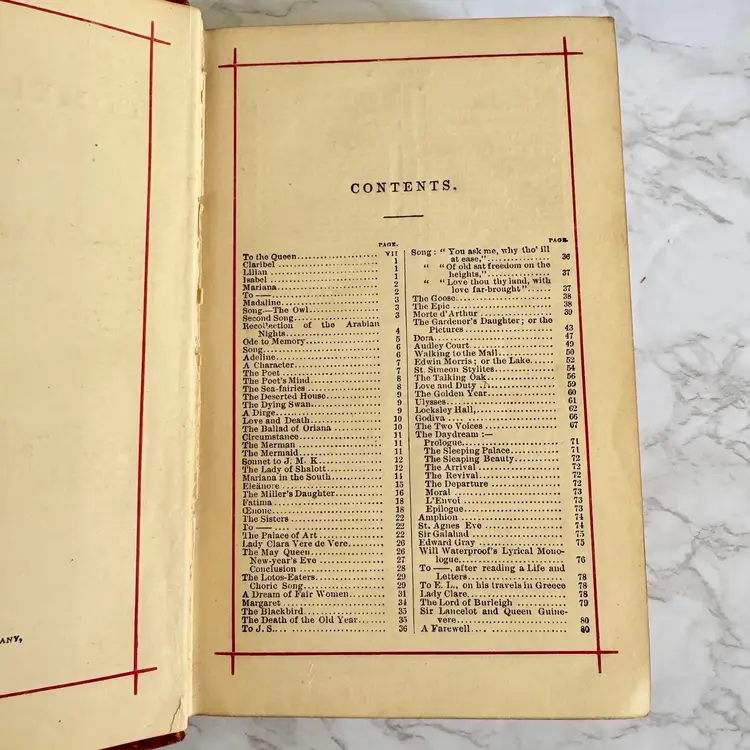 ANY,
CONTENTS.
PAGE.
To the Queen........ VII
Claribel........ 1
Lilian........ 1
Isabel........ 1
Mariana........ 2
To —........ 2
Madaline........ 3
Song—The Owl........ 3
Second Song........ 3
Recollection of the Arabian
Nights........ 4
Ode to Memory........ 5
Song........ 6
Adeline........ 6
A Character........ 7
The Poet........ 7
The Poet's Mind........ 8
The Sea-fairies........ 8
The Deserted House........ 9
The Dying Swan........ 9
A Dirge........ 9
Love and Death........ 10
The Ballad of Oriana........ 10
Circumstance........ 11
The Merman........ 11
The Mermaid........ 11
Sonnet to J. M. K........ 12
The Lady of Shalott........ 12
Mariana in the South........ 14
Eleänore........ 15
The Miller's Daughter........ 16
Fatima........ 18
Œnone........ 18
The Sisters........ 22
To —........ 22
The Palace of Art........ 22
Lady Clara Vere de Vere........ 26
The May Queen........ 26
New-year's Eve........ 27
Conclusion........ 28
The Lotos-Eaters........ 29
Choric Song........ 29
A Dream of Fair Women........ 31
Margaret........ 34
The Blackbird........ 35
The Death of the Old Year........ 35
To J. S........ 36
PAGE.
Song: "You ask me, why tho' ill
at ease,"........ 36
" "Of old sat freedom on the
heights,"........ 37
" "Love thou thy land, with
love far-brought"........ 37
The Goose........ 38
The Epic........ 38
Morte d'Arthur........ 39
The Gardener's Daughter; or the
Pictures........ 43
Dora........ 47
Audley Court........ 49
Walking to the Mail........ 50
Edwin Morris; or the Lake........ 52
St. Simeon Stylites........ 54
The Talking Oak........ 56
Love and Duty........ 59
The Golden Year........ 60
Ulysses........ 61
Locksley Hall,........ 62
Godiva........ 66
The Two Voices........ 67
The Daydream:—
Prologue........ 71
The Sleeping Palace........ 71
The Sleaping Beauty........ 72
The Arrival........ 72
The Revival........ 72
The Departure........ 72
Moral........ 73
L'Envoi........ 73
Epilogue........ 73
Amphion........ 74
St. Agnes Eve........ 74
Sir Galahad........ 75
Edward Gray........ 75
Will Waterproof's Lyrical Mono-
logue........ 76
To —, after reading a Life and
Letters........ 78
To E. L., on his travels in Greece 78
Lady Clare........ 78
The Lord of Burleigh........ 79
Sir Lancelot and Queen Guine-
vere........ 80
A Farewell........ 80